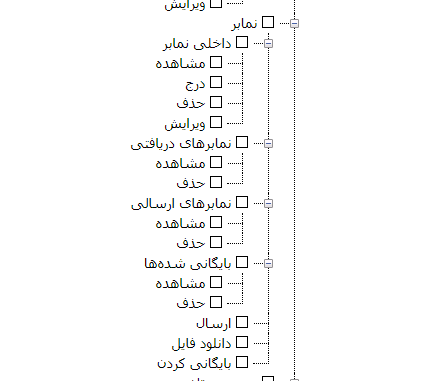 ویرایش
نمابر
داخلی نمابر
مشاهده
درج
حذف
ویرایش
نمابرهای دریافتی
مشاهده
حذف
نمابرهای ارسالی
مشاهده
حذف
بایگانی شده‌ها
مشاهده
حذف
ارسال
دانلود فایل
بایگانی کردن